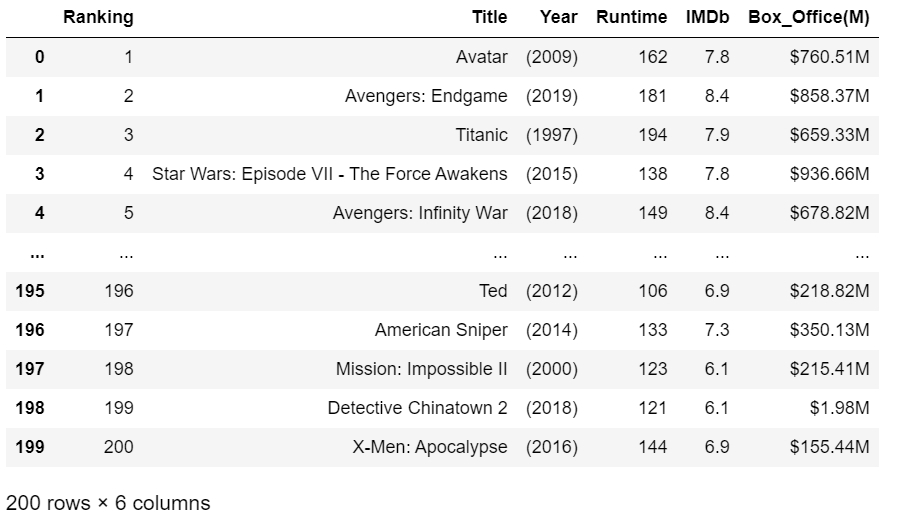 Ranking Title Year Runtime IMDb Box_Office(M)
0 1 Avatar (2009) 162 7.8 $760.51M
1 2 Avengers: Endgame (2019) 181 8.4 $858.37M
2 3 Titanic (1997) 194 7.9 $659.33M
3 4 Star Wars: Episode VII - The Force Awakens (2015) 138 7.8 $936.66M
4 5 Avengers: Infinity War (2018) 149 8.4 $678.82M
... ... ... ... ... ... ...
195 196 Ted (2012) 106 6.9 $218.82M
196 197 American Sniper (2014) 133 7.3 $350.13M
197 198 Mission: Impossible II (2000) 123 6.1 $215.41M
198 199 Detective Chinatown 2 (2018) 121 6.1 $1.98M
199 200 X-Men: Apocalypse (2016) 144 6.9 $155.44M
200 rows × 6 columns